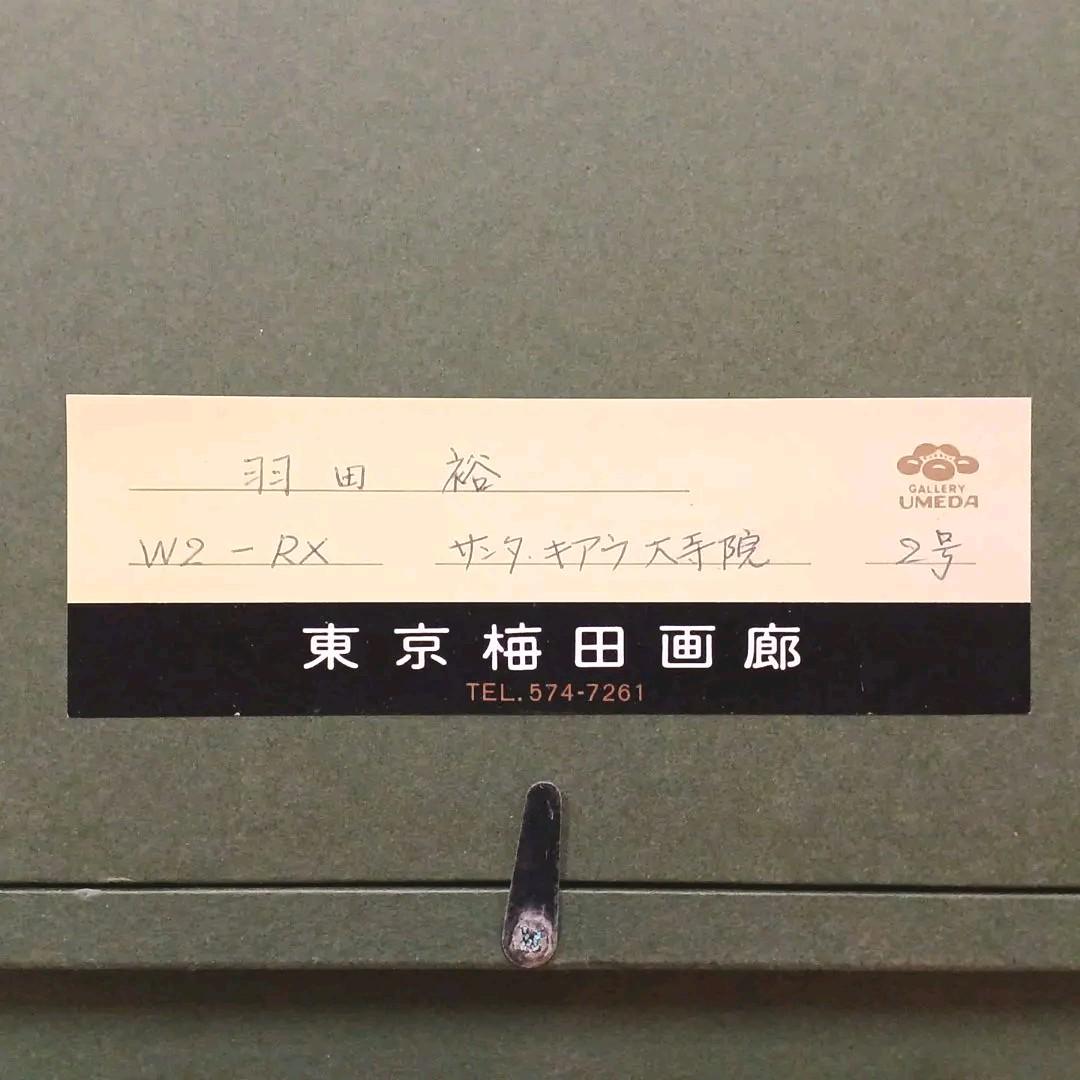 羽田 裕
GALLERY
UMEDA
W2-RX サンタ・キアラ大寺院 2号
東京梅田画廊
TEL.574-7261